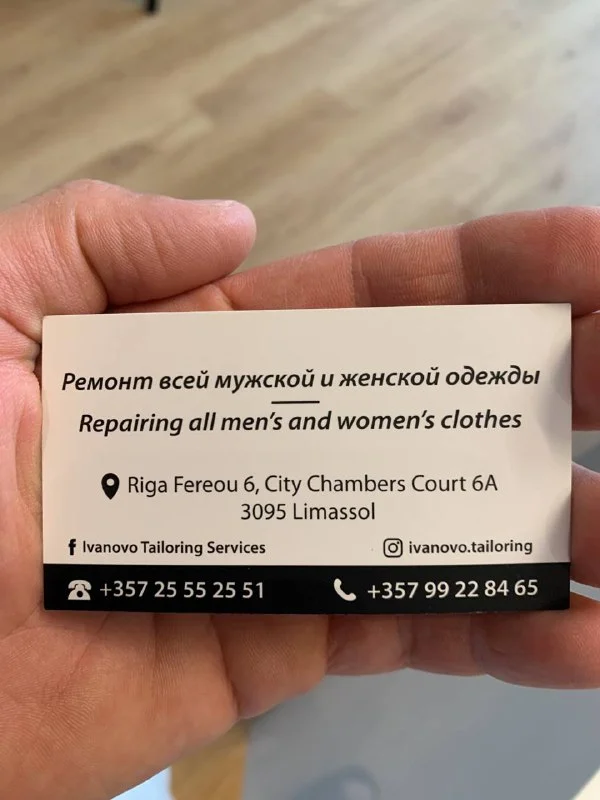 Ремонт всей мужской и женской одежды
Repairing all men's and women's clothes
Riga Fereou 6, City Chambers Court 6A
3095 Limassol
Ivanovo Tailoring Services
ivanovo.tailoring
+357 25 55 25 51
+357 99 22 84 65